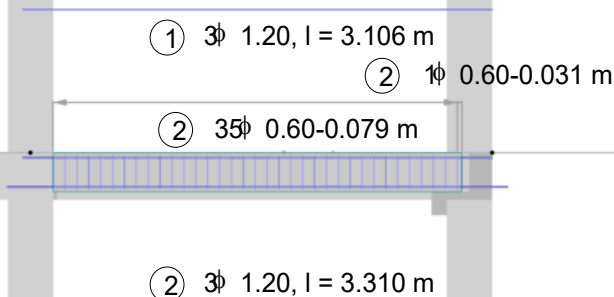 1 3ϕ 1.20, l = 3.106 m
2 1ϕ 0.60-0.031 m
2 35ϕ 0.60-0.079 m
2 3ϕ 1.20, l = 3.310 m